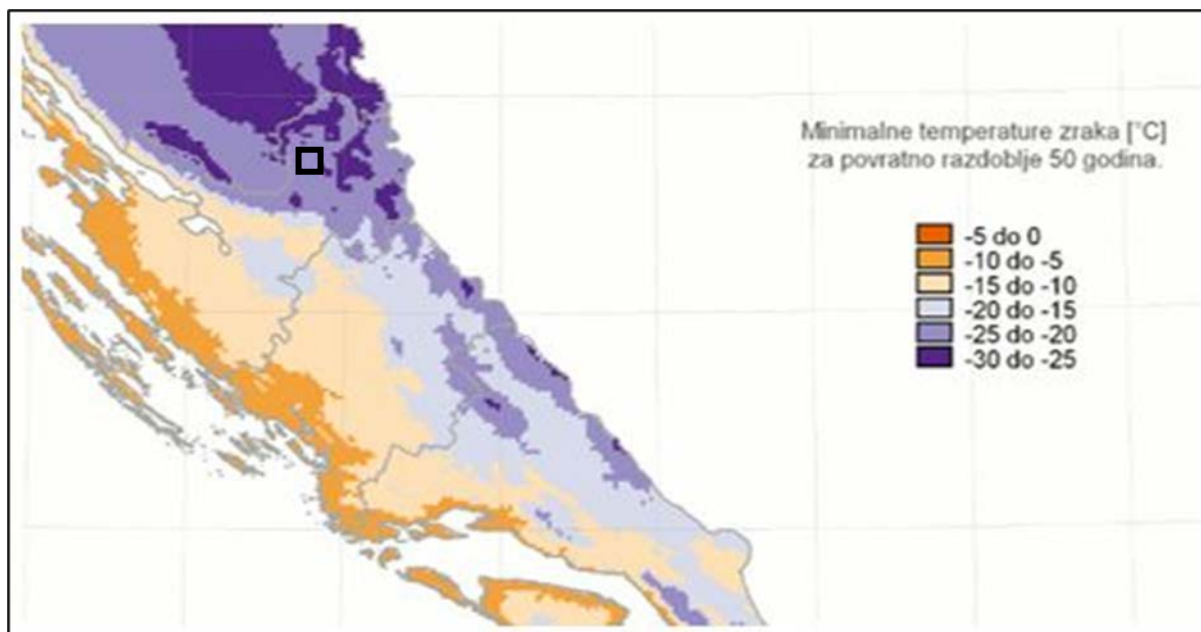 Minimalne temperature zraka [°C]
za povratno razdoblje 50 godina.
-5 do 0
-10 do -5
-15 do -10
-20 do -15
-25 do -20
-30 do -25